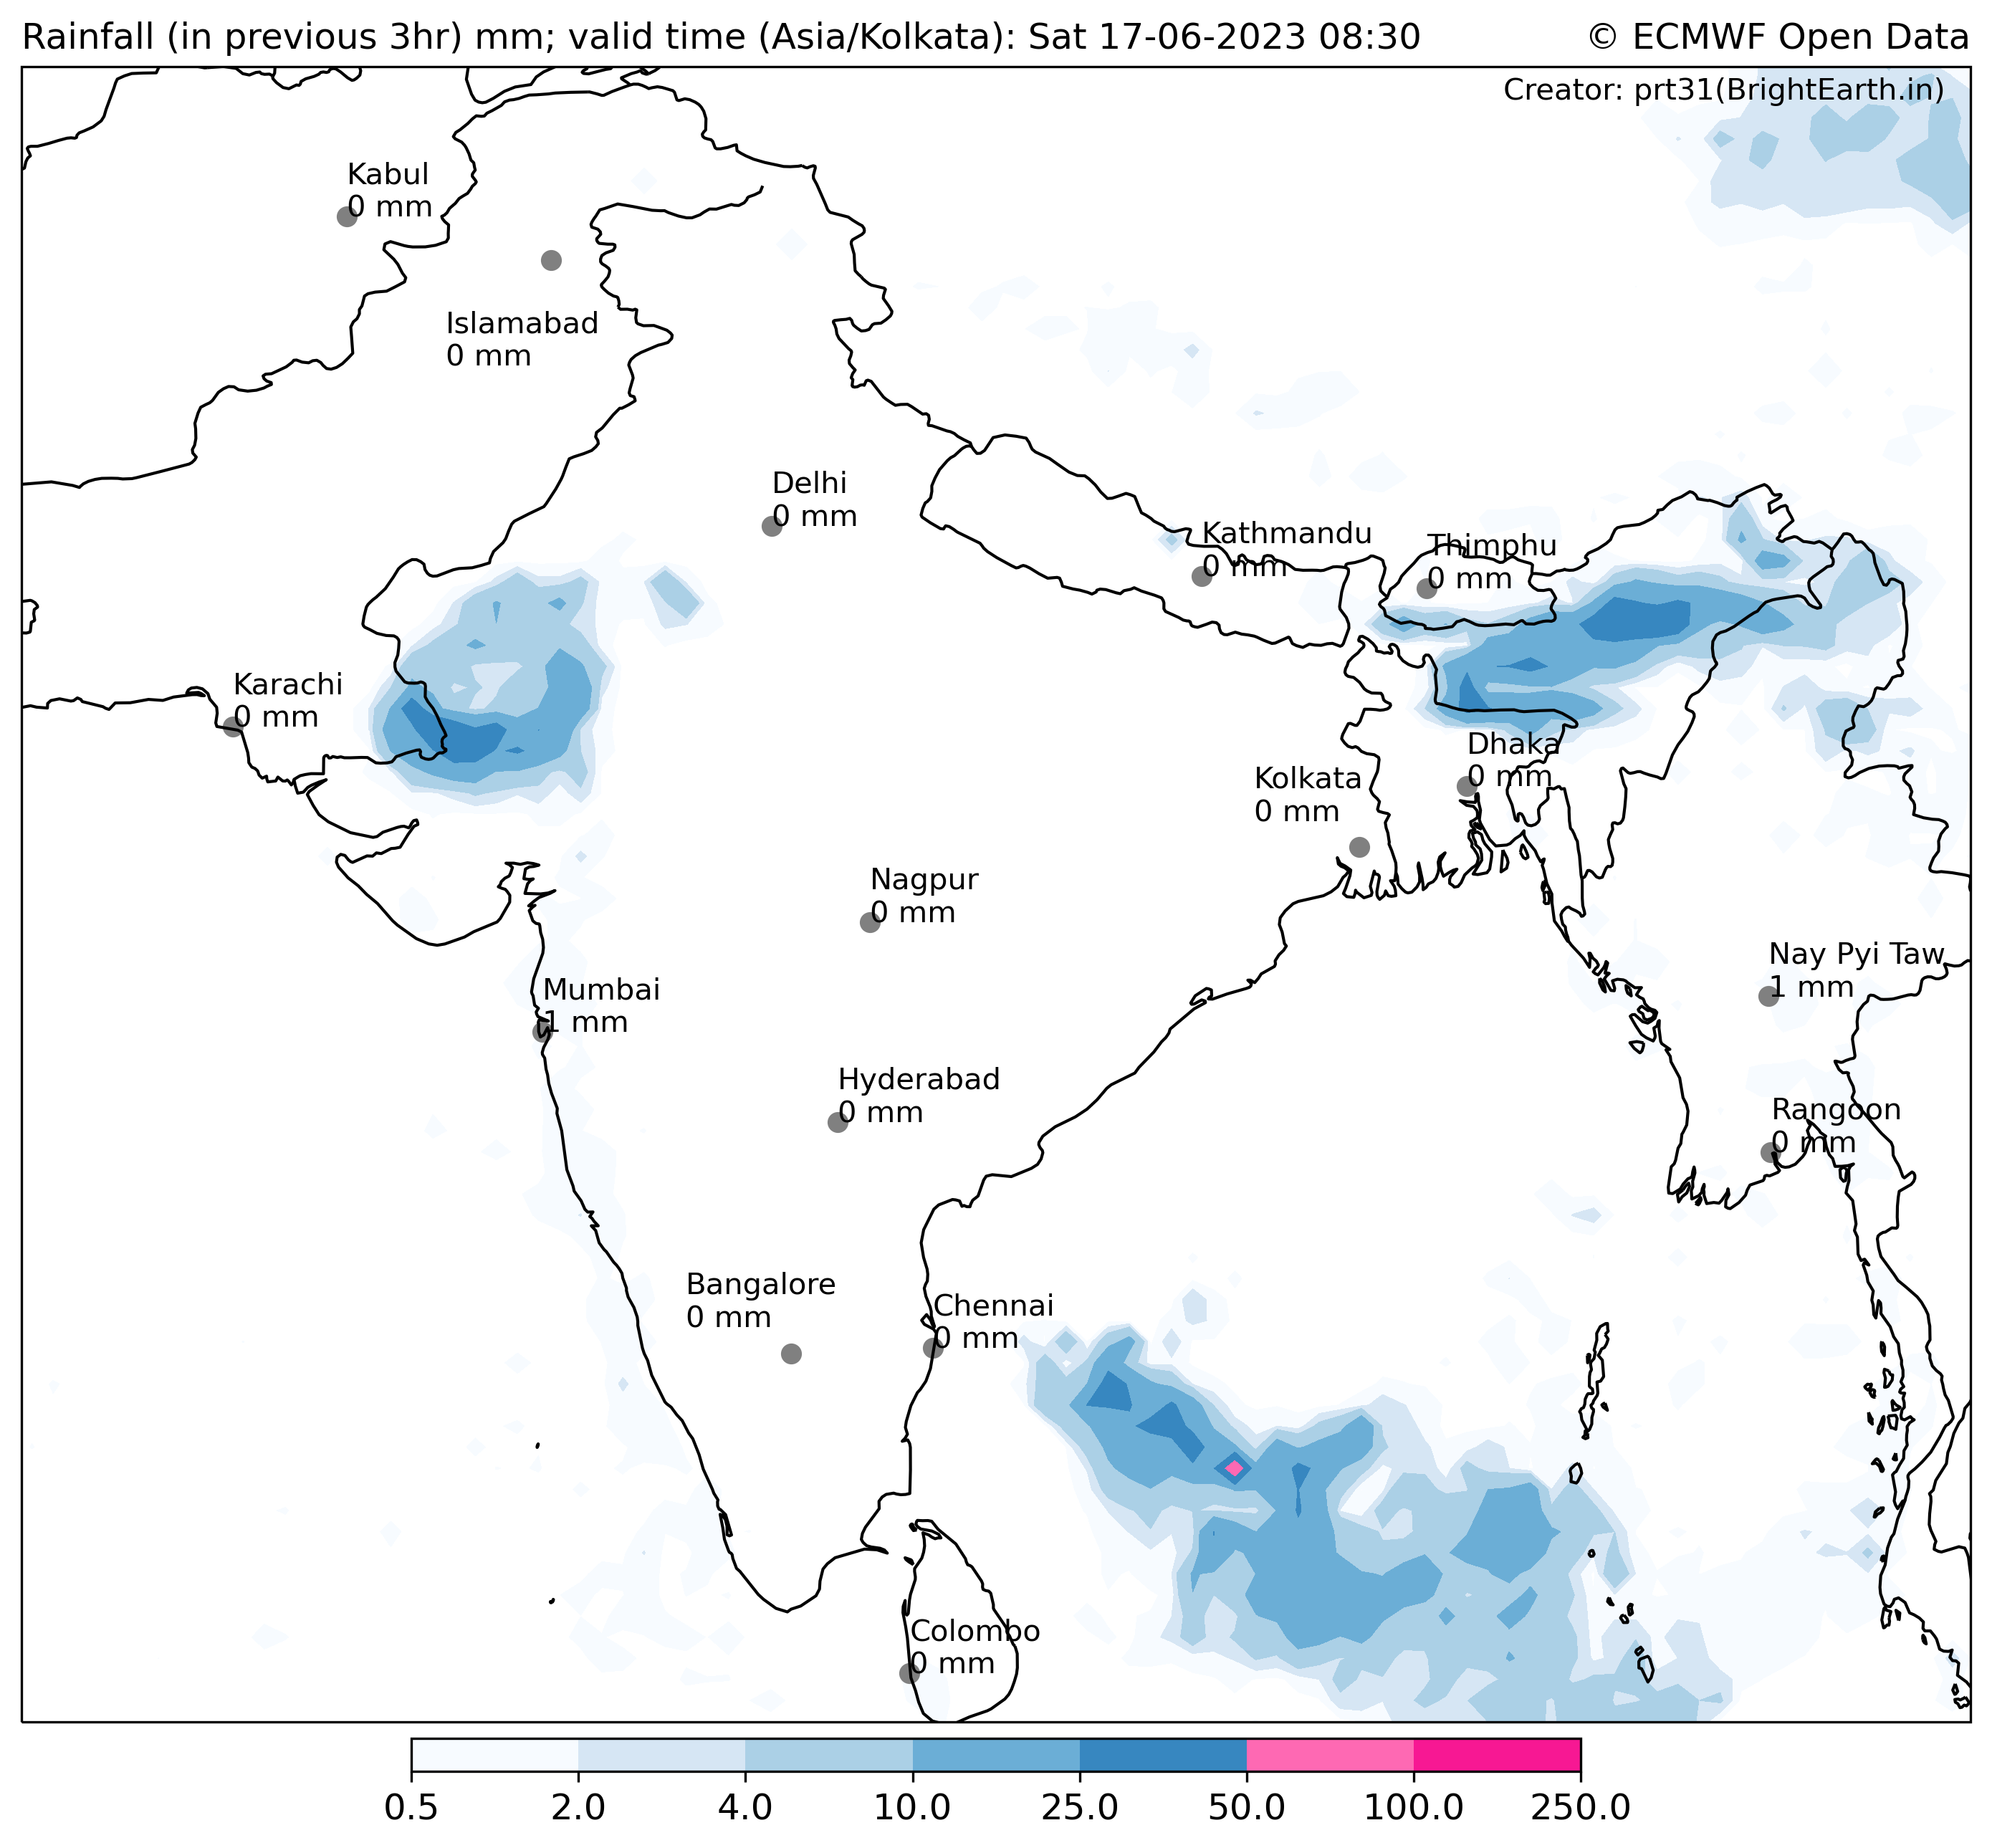 Rainfall (in previous 3hr) mm; valid time (Asia/Kolkata): Sat 17-06-2023 08:30
© ECMWF Open Data
Creator: prt31(BrightEarth.in)
Kabul
0 mm
Islamabad
0 mm
Delhi
0 mm
Kathmandu
0 mm
Thimphu
0 mm
Karachi
0 mm
Dhaka
0 mm
Kolkata
0 mm
Nagpur
0 mm
Nay Pyi Taw
1 mm
Mumbai
1 mm
Hyderabad
0 mm
Rangoon
0 mm
Bangalore
0 mm
Chennai
0 mm
Colombo
0 mm
0.5 2.0 4.0 10.0 25.0 50.0 100.0 250.0